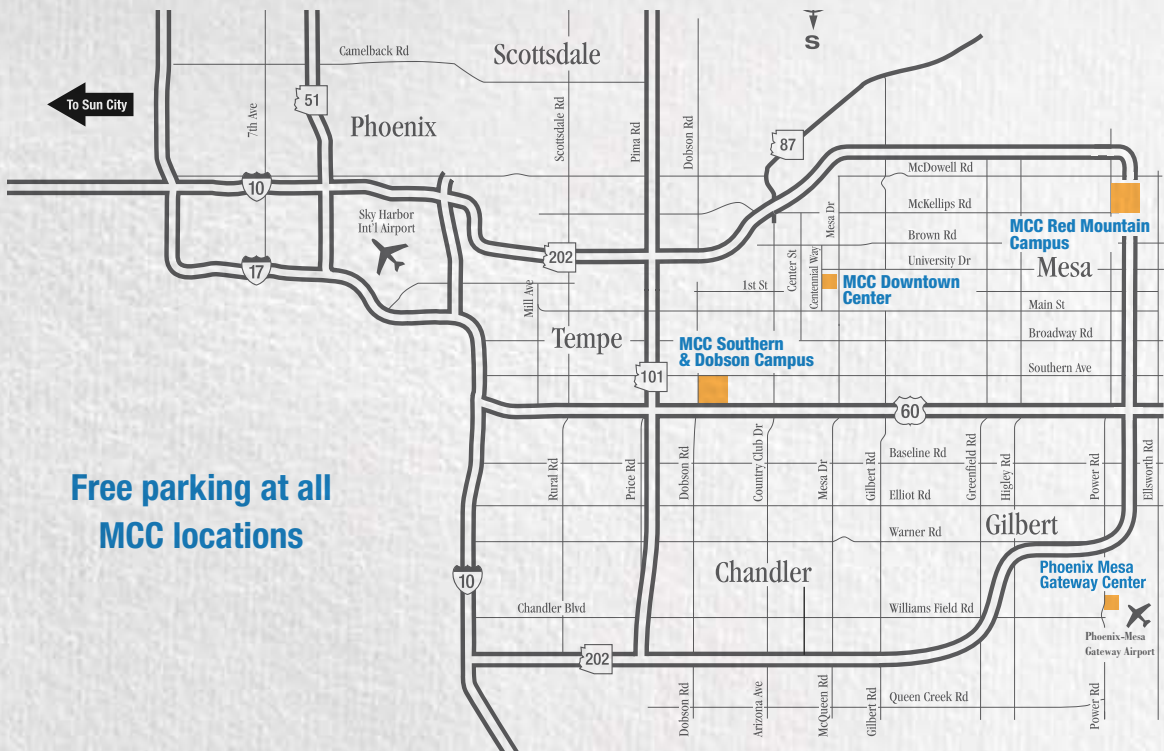 S
Scottsdale
Camelback Rd
To Sun City
51
7th Ave
Phoenix
Scottsdale Rd
Pima Rd
Dobson Rd
87
McDowell Rd
10
McKellips Rd
Sky Harbor
Int'l Airport
Mesa Dr
MCC Red Mountain
Campus
Brown Rd
202
University Dr
Mesa
17
Center St
Centennial Way
1st St
MCC Downtown
Center
Mill Ave
Main St
Tempe
Broadway Rd
MCC Southern
& Dobson Campus
Southern Ave
101
60
Baseline Rd
Rural Rd
Price Rd
Dobson Rd
Country Club Dr
Mesa Dr
Gilbert Rd
Greenfield Rd
Higley Rd
Power Rd
Ellsworth Rd
Elliot Rd
Free parking at all
MCC locations
Warner Rd
Gilbert
Chandler
10
Phoenix Mesa
Gateway Center
Chandler Blvd
Williams Field Rd
Phoenix-Mesa
Gateway Airport
202
Dobson Rd
Arizona Ave
McQueen Rd
Gilbert Rd
Queen Creek Rd
Power Rd